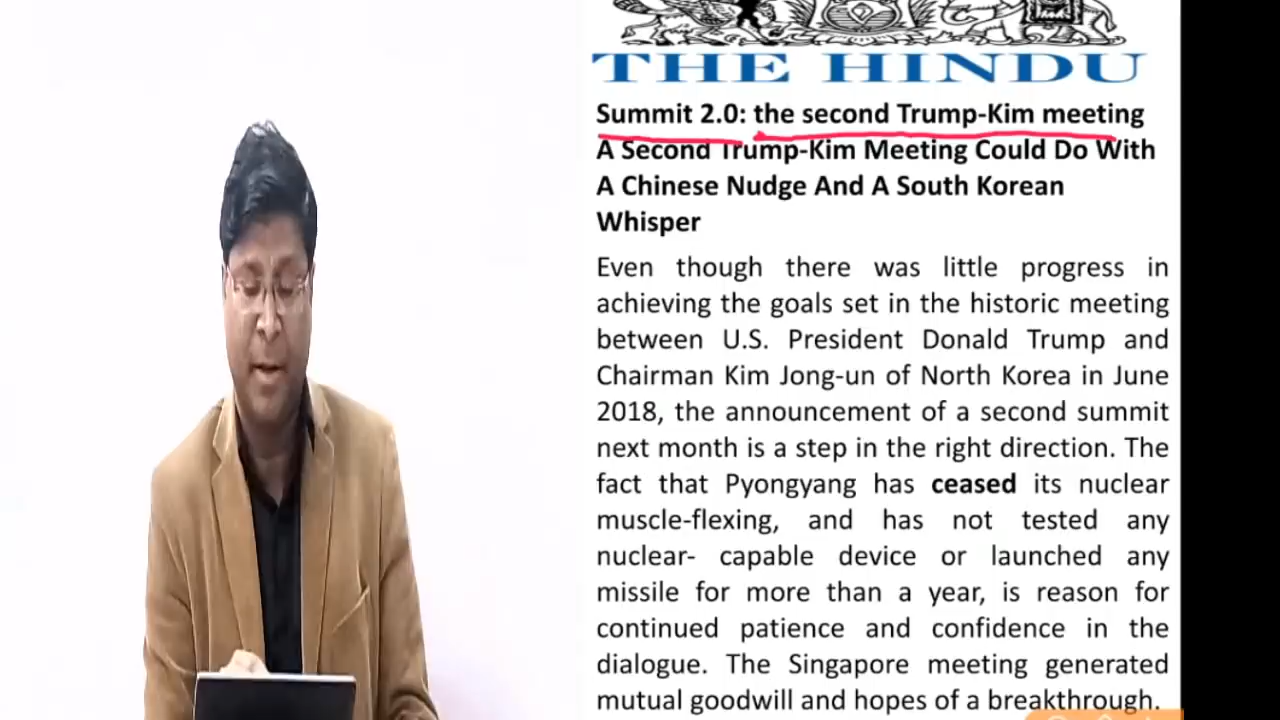 THE HINDU
Summit 2.0: the second Trump-Kim meeting
A Second Trump-Kim Meeting Could Do With
A Chinese Nudge And A South Korean
Whisper
Even though there was little progress in
achieving the goals set in the historic meeting
between U.S. President Donald Trump and
Chairman Kim Jong-un of North Korea in June
2018, the announcement of a second summit
next month is a step in the right direction. The
fact that Pyongyang has ceased its nuclear
muscle-flexing, and has not tested any
nuclear- capable device or launched any
missile for more than a year, is reason for
continued patience and confidence in the
dialogue. The Singapore meeting generated
mutual goodwill and hopes of a breakthrough.